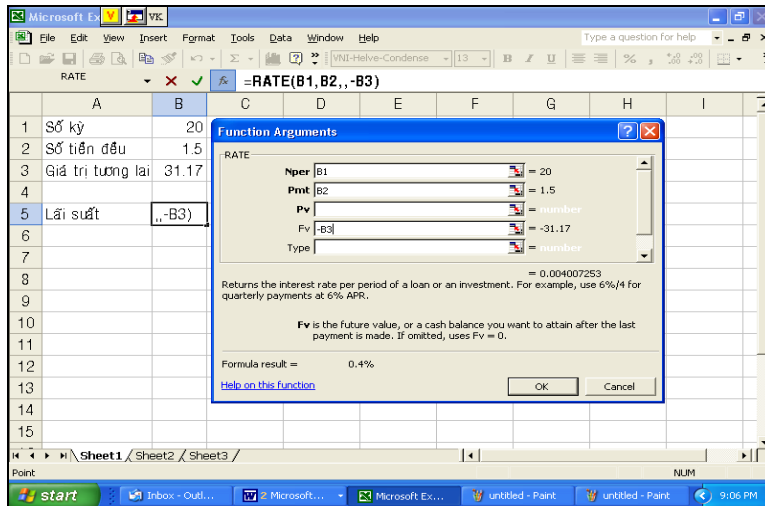 Microsoft Ex V VK
File Edit View Insert Format Tools Data Window Help Type a question for help
VNI-Helve-Condense 13 B I U % ,
RATE =RATE(B1,B2,,-B3)
A B C D E F G H I
1 Số kỳ 20
2 Số tiền đều 1.5
3 Giá trị tương lai 31.17
4
5 Lãi suất ,,-B3)
6
7
8
9
10
11
12
13
14
15
Function Arguments
RATE
Nper B1 = 20
Pmt B2 = 1.5
Pv = number
Fv -B3 = -31.17
Type = number
= 0.004007253
Returns the interest rate per period of a loan or an investment. For example, use 6%/4 for
quarterly payments at 6% APR.
Fv is the future value, or a cash balance you want to attain after the last
payment is made. If omitted, uses Fv = 0.
Formula result = 0.4%
Help on this function OK Cancel
Sheet1 Sheet2 Sheet3
Point NUM
start Inbox - Outl... 2 Microsoft... Microsoft Ex... untitled - Paint untitled - Paint 9:06 PM